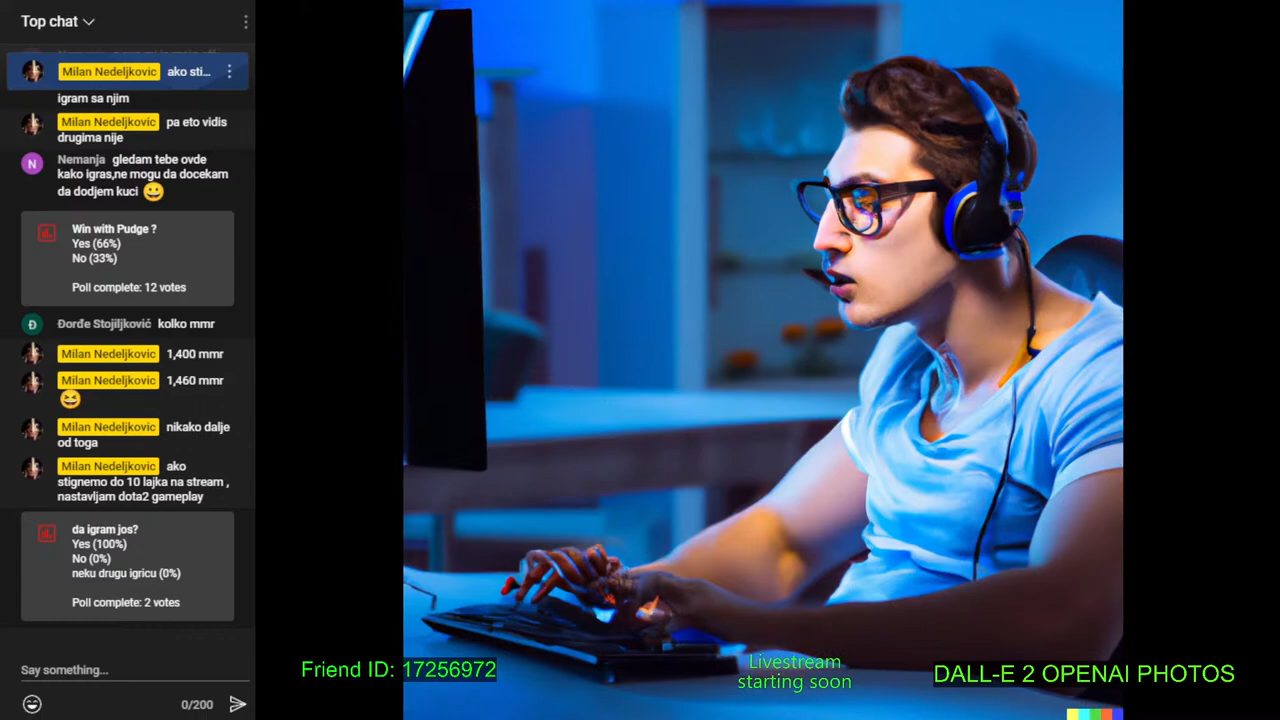 Top chat
Milan Nedeljkovic ako sti...
igram sa njim
Milan Nedeljkovic pa eto vidis
drugima nije
N Nemanja gledam tebe ovde
kako igras,ne mogu da docekam
da dodjem kuci 😀
Win with Pudge ?
Yes (66%)
No (33%)
Poll complete: 12 votes
Đ Đorđe Stojiljković kolko mmr
Milan Nedeljkovic 1,400 mmr
Milan Nedeljkovic 1,460 mmr
😆
Milan Nedeljkovic nikako dalje
od toga
Milan Nedeljkovic ako
stignemo do 10 lajka na stream ,
nastavljam dota2 gameplay
da igram jos?
Yes (100%)
No (0%)
neku drugu igricu (0%)
Poll complete: 2 votes
Say something...
0/200
Friend ID: 17256972
Livestream
starting soon
DALL-E 2 OPENAI PHOTOS